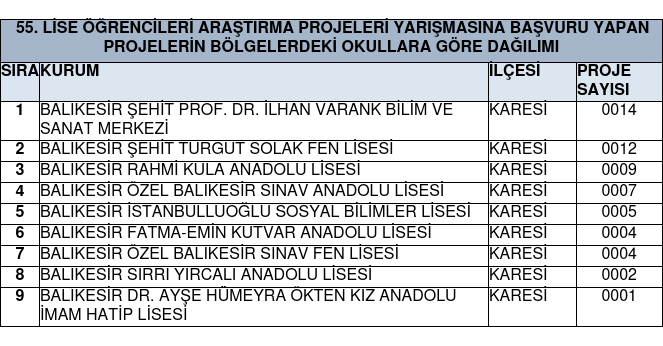 55. LİSE ÖĞRENCİLERİ ARAŞTIRMA PROJELERİ YARIŞMASINA BAŞVURU YAPAN
PROJELERİN BÖLGELERDEKİ OKULLARA GÖRE DAĞILIMI
SIRA KURUM İLÇESİ PROJE
SAYISI
1 BALIKESİR ŞEHİT PROF. DR. İLHAN VARANK BİLİM VE KARESİ 0014
SANAT MERKEZİ
2 BALIKESİR ŞEHİT TURGUT SOLAK FEN LİSESİ KARESİ 0012
3 BALIKESİR RAHMİ KULA ANADOLU LİSESİ KARESİ 0009
4 BALIKESİR ÖZEL BALIKESİR SINAV ANADOLU LİSESİ KARESİ 0007
5 BALIKESİR İSTANBULLUOĞLU SOSYAL BİLİMLER LİSESİ KARESİ 0005
6 BALIKESİR FATMA-EMİN KUTVAR ANADOLU LİSESİ KARESİ 0004
7 BALIKESİR ÖZEL BALIKESİR SINAV FEN LİSESİ KARESİ 0004
8 BALIKESİR SIRRI YIRCALI ANADOLU LİSESİ KARESİ 0002
9 BALIKESİR DR. AYŞE HÜMEYRA ÖKTEN KIZ ANADOLU KARESİ 0001
İMAM HATİP LİSESİ